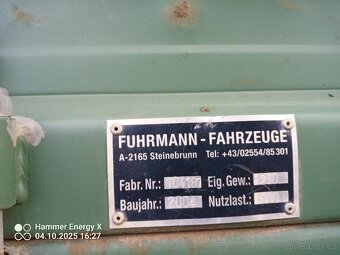 FUHRMANN - FAHRZEUGE
A-2165 Steinebrunn Tel: +43/02554/85301
Fabr. Nr.: Eig. Gew.:
Baujahr.: 2004 Nutzlast.:
Hammer Energy X
04.10.2025 16:27